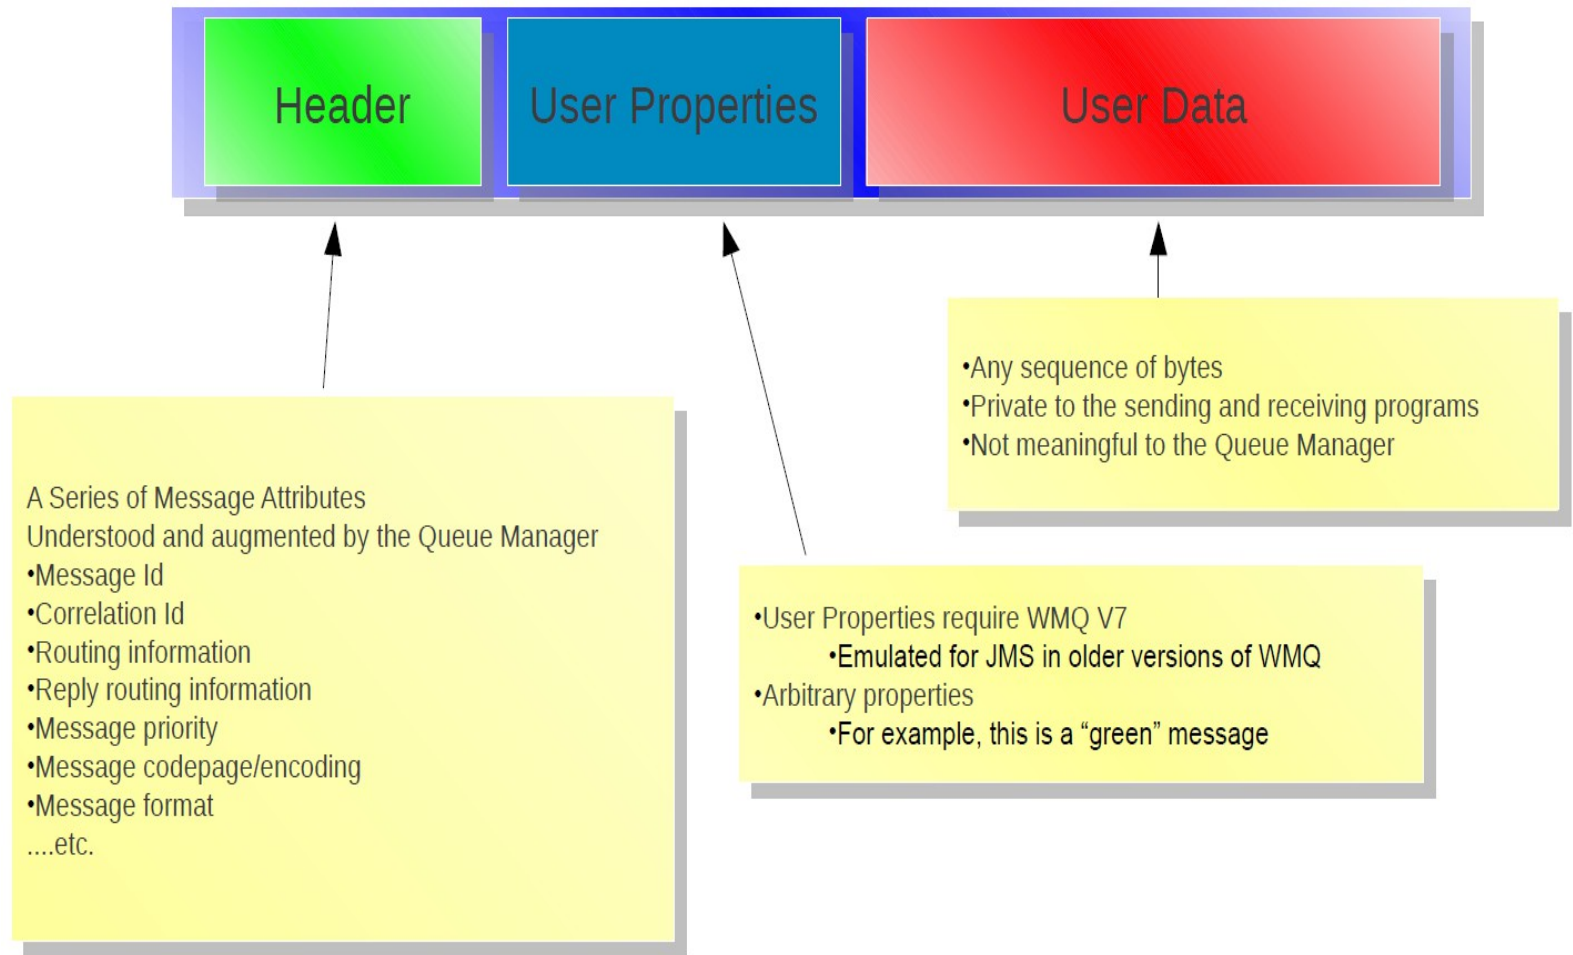 Header
User Properties
User Data
•Any sequence of bytes
•Private to the sending and receiving programs
•Not meaningful to the Queue Manager
A Series of Message Attributes
Understood and augmented by the Queue Manager
•Message Id
•Correlation Id
•Routing information
•Reply routing information
•Message priority
•Message codepage/encoding
•Message format
....etc.
•User Properties require WMQ V7
•Emulated for JMS in older versions of WMQ
•Arbitrary properties
•For example, this is a “green” message